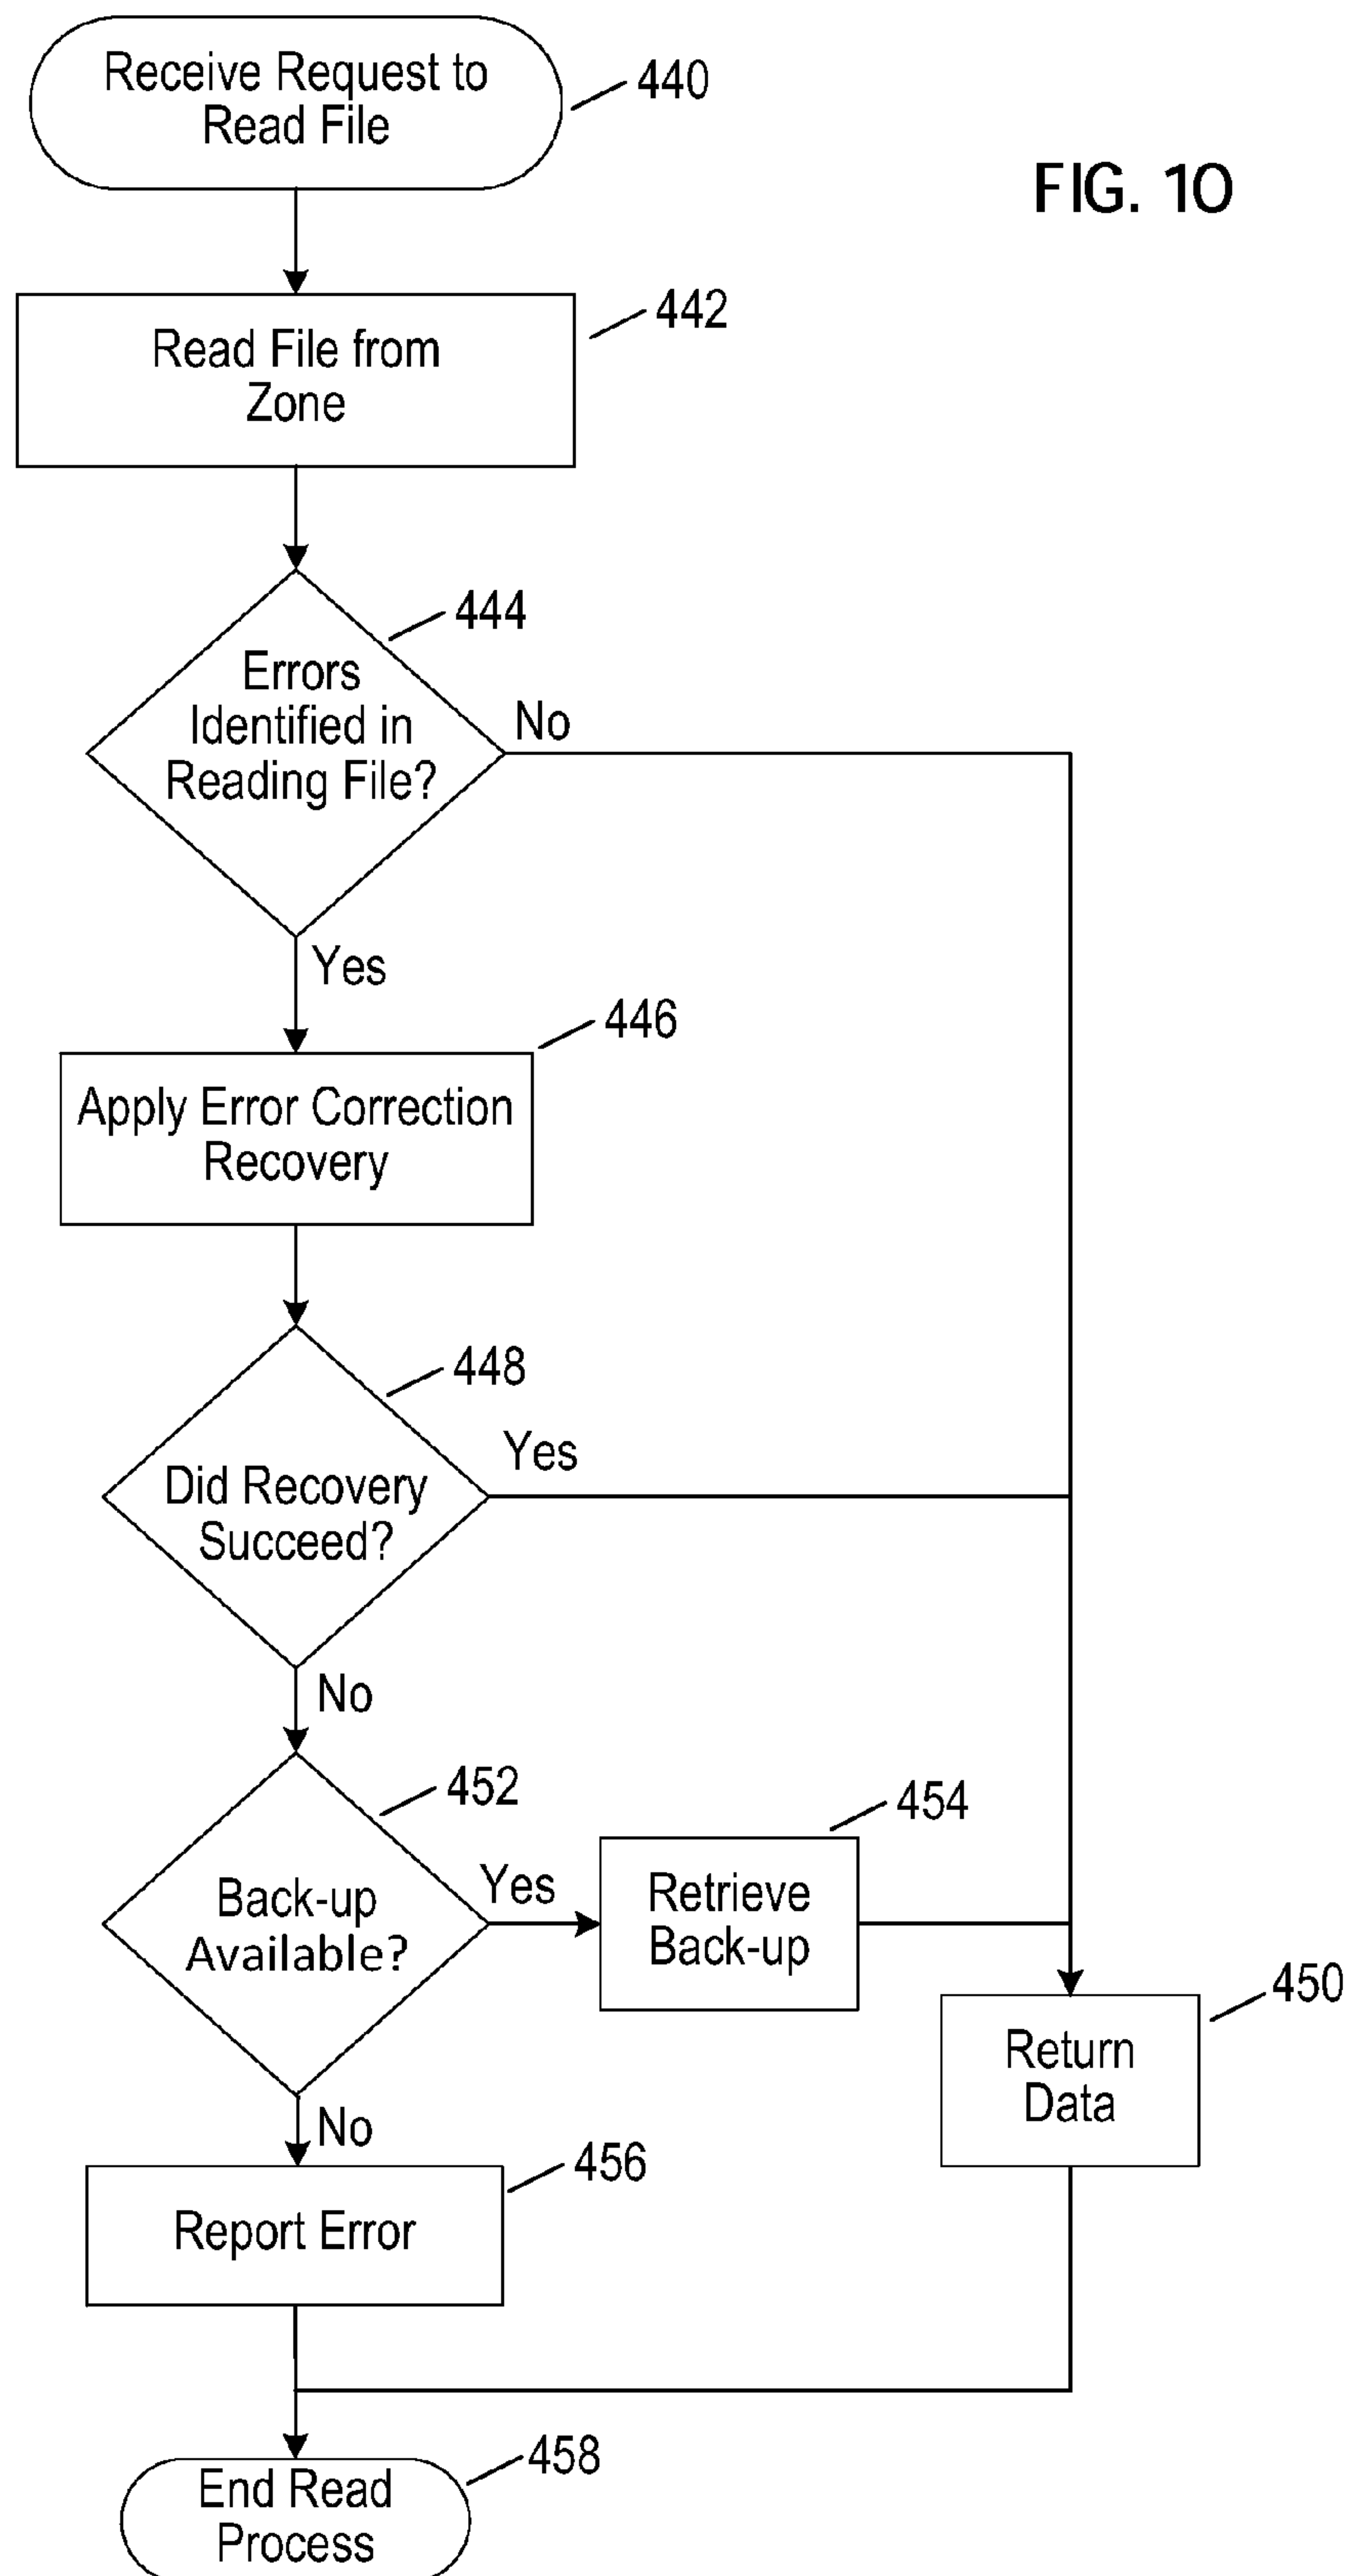 Receive Request to
Read File
440
FIG. 10
Read File from
Zone
442
Errors
Identified in
Reading File?
444
No
Yes
Apply Error Correction
Recovery
446
Did Recovery
Succeed?
448
Yes
No
Back-up
Available?
452
Yes
Retrieve
Back-up
454
Return
Data
450
No
Report Error
456
End Read
Process
458